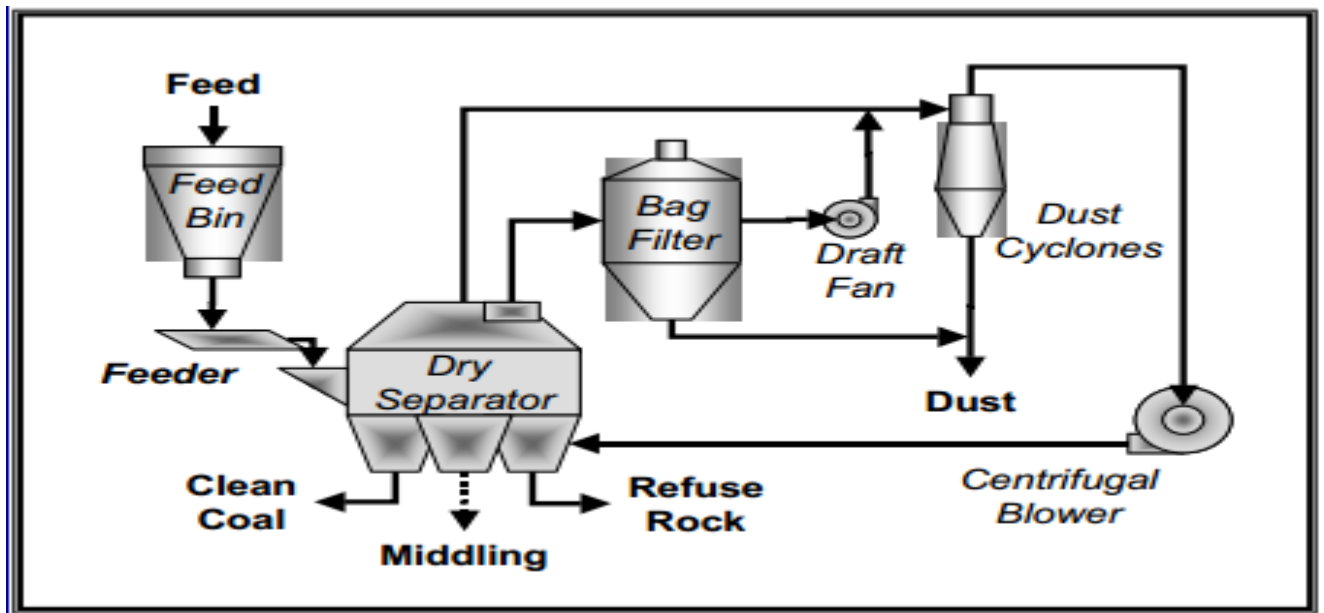 Feed
Feed
Bin
Feeder
Dry
Separator
Bag
Filter
Draft
Fan
Dust
Cyclones
Dust
Centrifugal
Blower
Clean
Coal
Middling
Refuse
Rock